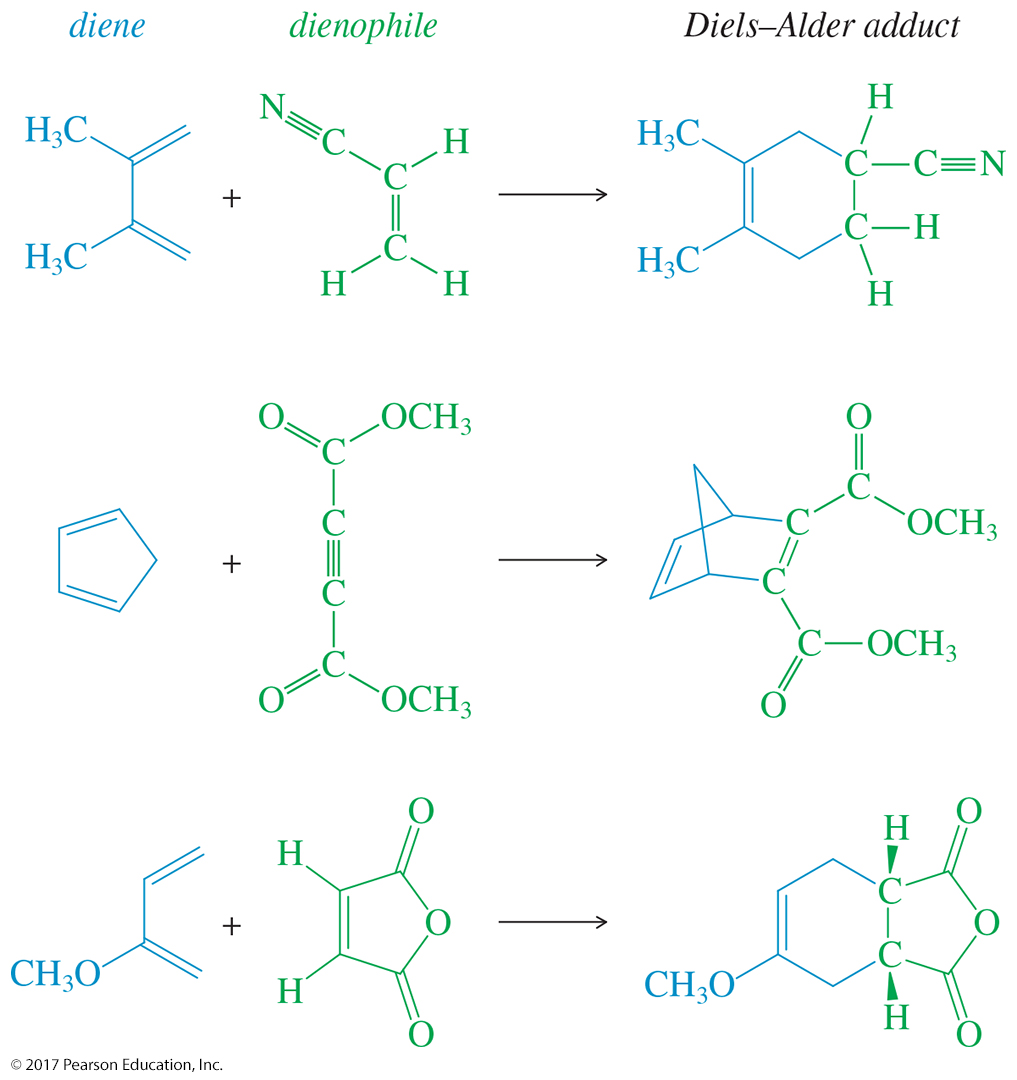 diene dienophile Diels–Alder adduct
H
N
H₃C C H H₃C
C C—C≡N
+
C C—H
H₃C H₃C
H H H
O OCH₃ O
C C
C C OCH₃
+
C C
C C—OCH₃
O OCH₃ O
O H O
H
C
+ O O
C
CH₃O CH₃O
H H
O O
© 2017 Pearson Education, Inc.